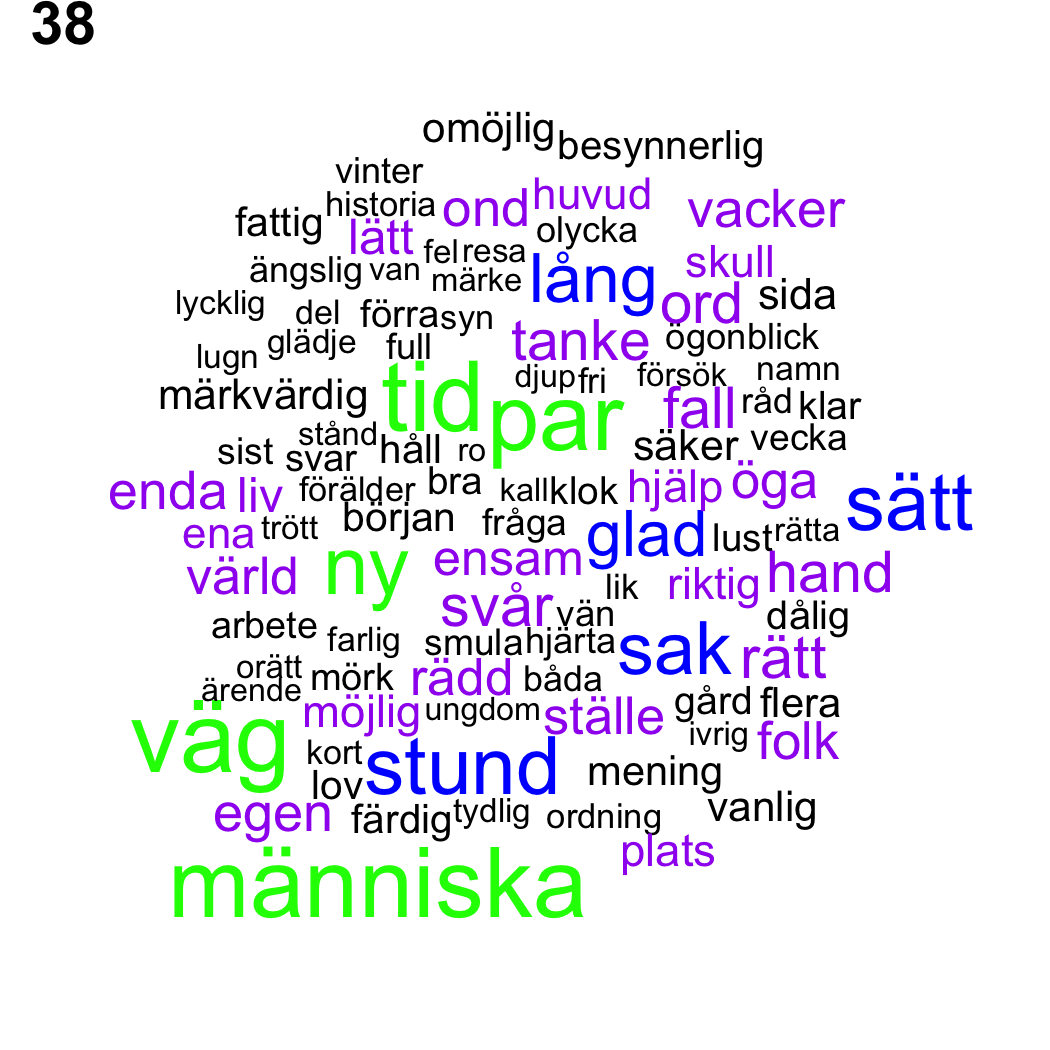 38
omöjlig besynnerlig
vinter
historia ond huvud vacker
fattig lätt olycka
fel resa
ängslig van märke lång skull
lycklig ord sida
del förra syn
glädje full tanke ögonblick
lugn
tid djup fri försök namn
märkvärdig par fall råd klar
stånd
sist svar håll ro säker vecka
enda liv förälder bra kall klok hjälp öga sätt
ena trött början fråga glad lust rätta
värld ny ensam lik riktig hand
svår vän dålig
arbete farlig smula hjärta sak rätt
orätt mörk rädd båda
ärende
väg möjlig ungdom ställe gård flera
kort ivrig folk
lov stund mening
egen färdig tydlig ordning vanlig
plats
människa